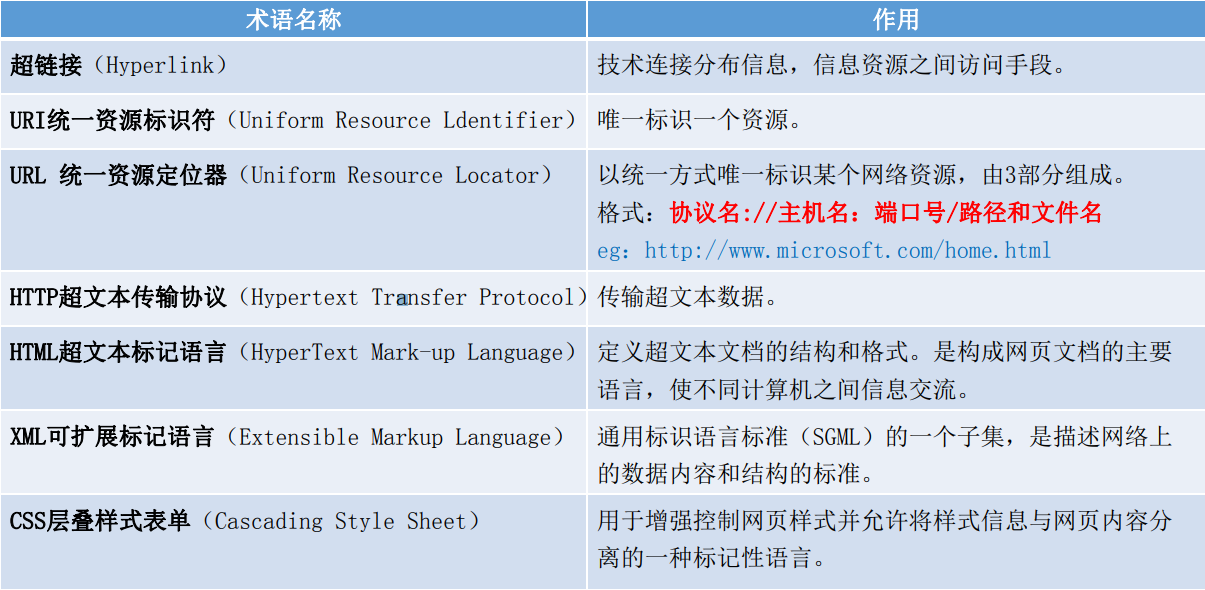 术语名称 作用
超链接（Hyperlink） 技术连接分布信息，信息资源之间访问手段。
URI统一资源标识符（Uniform Resource Ldentifier） 唯一标识一个资源。
URL 统一资源定位器（Uniform Resource Locator） 以统一方式唯一标识某个网络资源，由3部分组成。
格式：协议名://主机名：端口号/路径和文件名
eg：http://www.microsoft.com/home.html
HTTP超文本传输协议（Hypertext Transfer Protocol） 传输超文本数据。
HTML超文本标记语言（HyperText Mark-up Language） 定义超文本文档的结构和格式。是构成网页文档的主要
语言，使不同计算机之间信息交流。
XML可扩展标记语言（Extensible Markup Language） 通用标识语言标准（SGML）的一个子集，是描述网络上
的数据内容和结构的标准。
CSS层叠样式表单（Cascading Style Sheet） 用于增强控制网页样式并允许将样式信息与网页内容分
离的一种标记性语言。